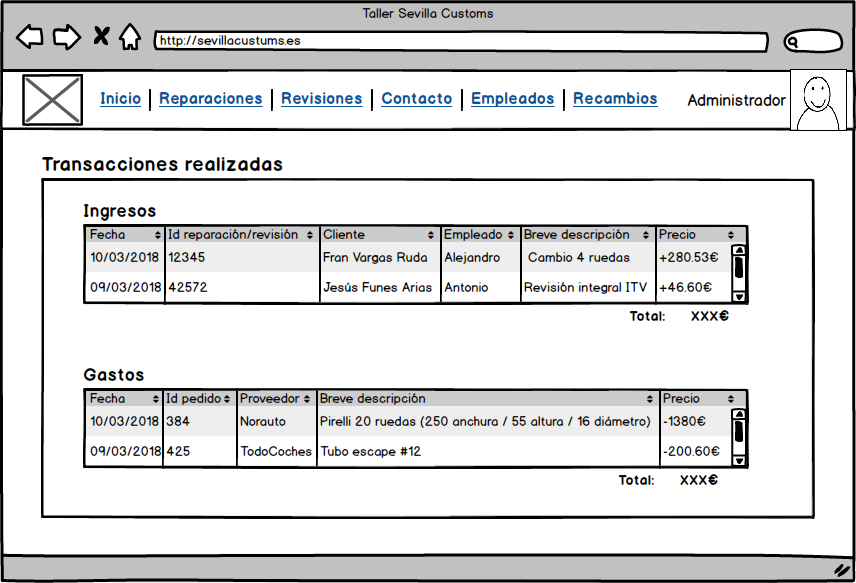 Taller Sevilla Customs
http://sevillacustums.es
Inicio | Reparaciones | Revisiones | Contacto | Empleados | Recambios Administrador
Transacciones realizadas
Ingresos
Fecha Id reparación/revisión Cliente Empleado Breve descripción Precio
10/03/2018 12345 Fran Vargas Ruda Alejandro Cambio 4 ruedas +280.53€
09/03/2018 42572 Jesús Funes Arias Antonio Revisión integral ITV +46.60€
Total: XXX€
Gastos
Fecha Id pedido Proveedor Breve descripción Precio
10/03/2018 384 Norauto Pirelli 20 ruedas (250 anchura / 55 altura / 16 diámetro) -1380€
09/03/2018 425 TodoCoches Tubo escape #12 -200.60€
Total: XXX€